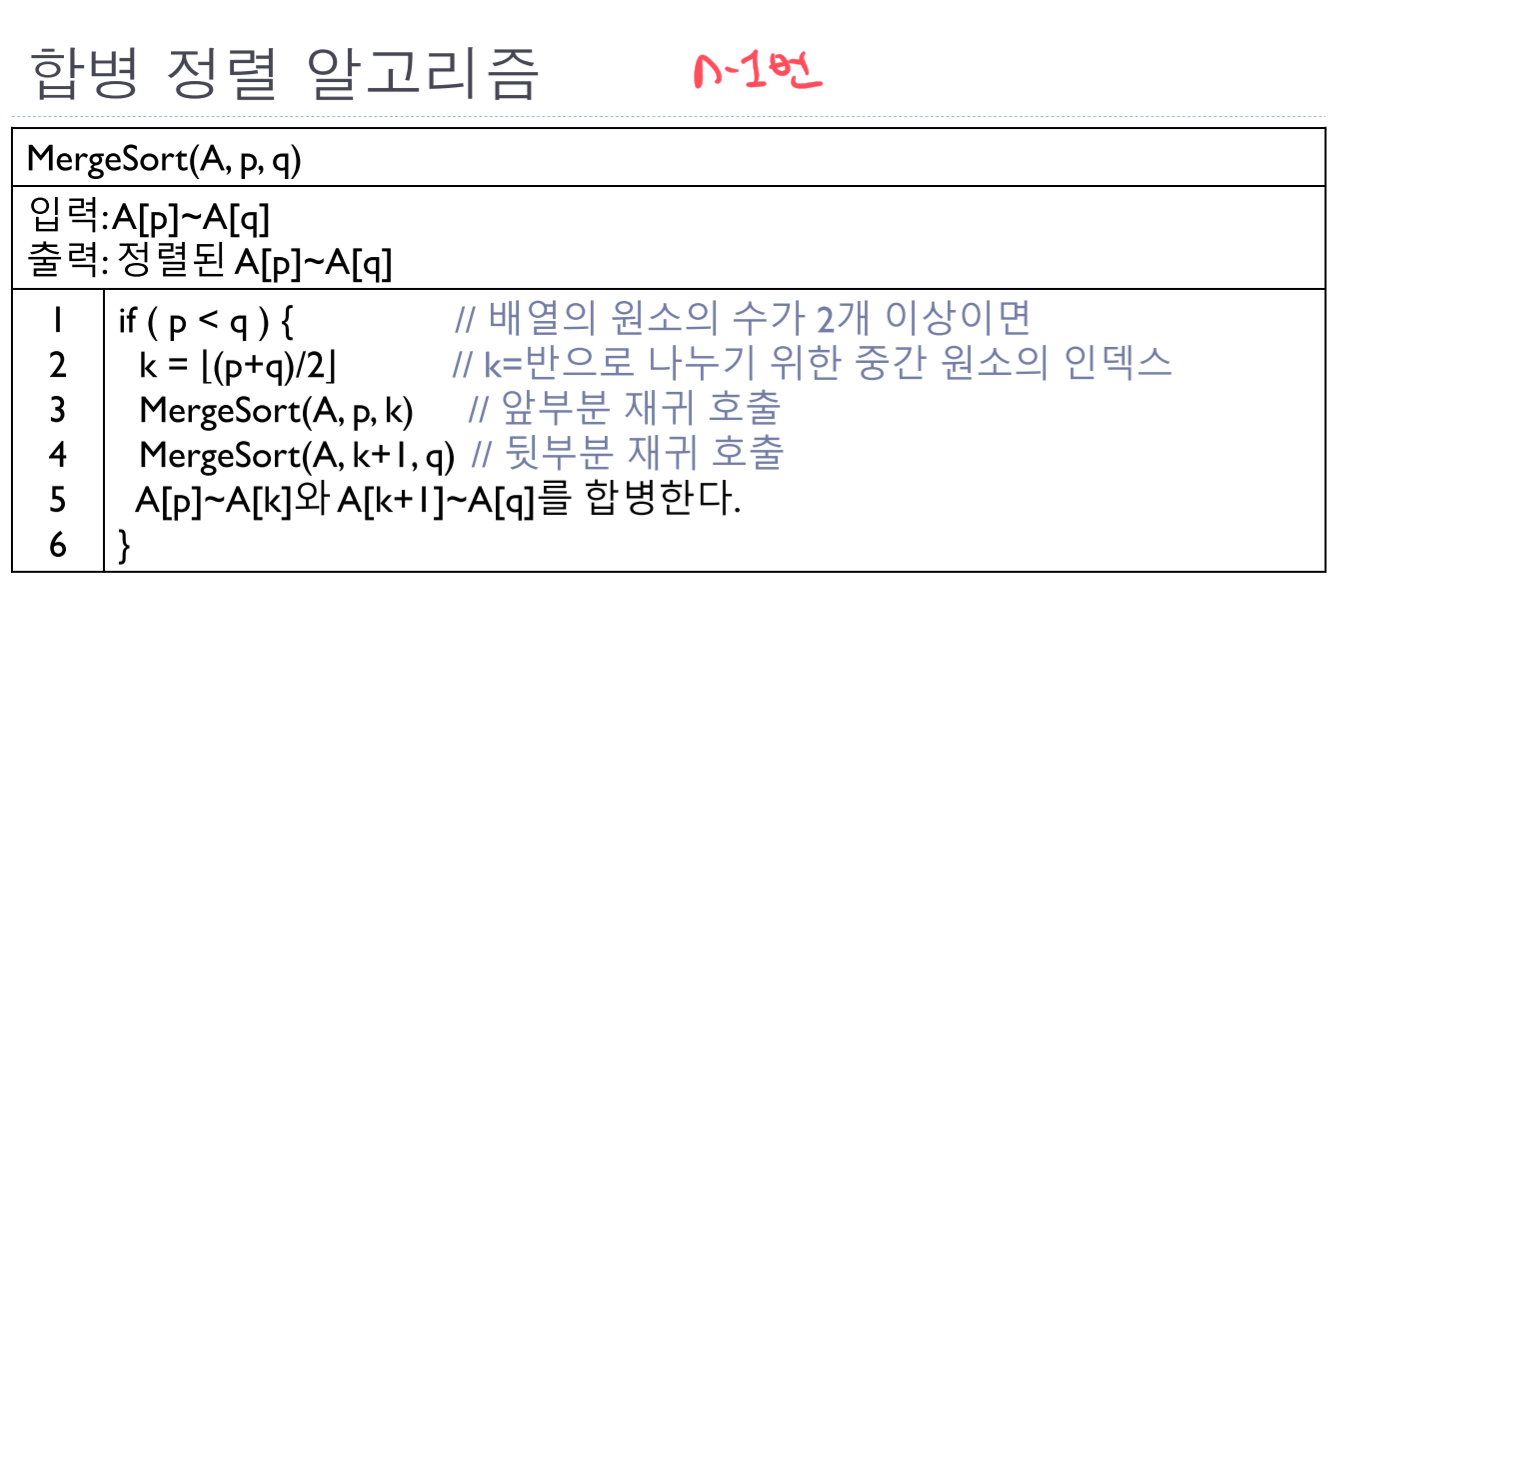 합병 정렬 알고리즘
n-1번
MergeSort(A, p, q)
입력: A[p]~A[q]
출력: 정렬된 A[p]~A[q]
1 if ( p < q ) { // 배열의 원소의 수가 2개 이상이면
2 k = ⌊(p+q)/2⌋ // k=반으로 나누기 위한 중간 원소의 인덱스
3 MergeSort(A, p, k) // 앞부분 재귀 호출
4 MergeSort(A, k+1, q) // 뒷부분 재귀 호출
5 A[p]~A[k]와 A[k+1]~A[q]를 합병한다.
6 }